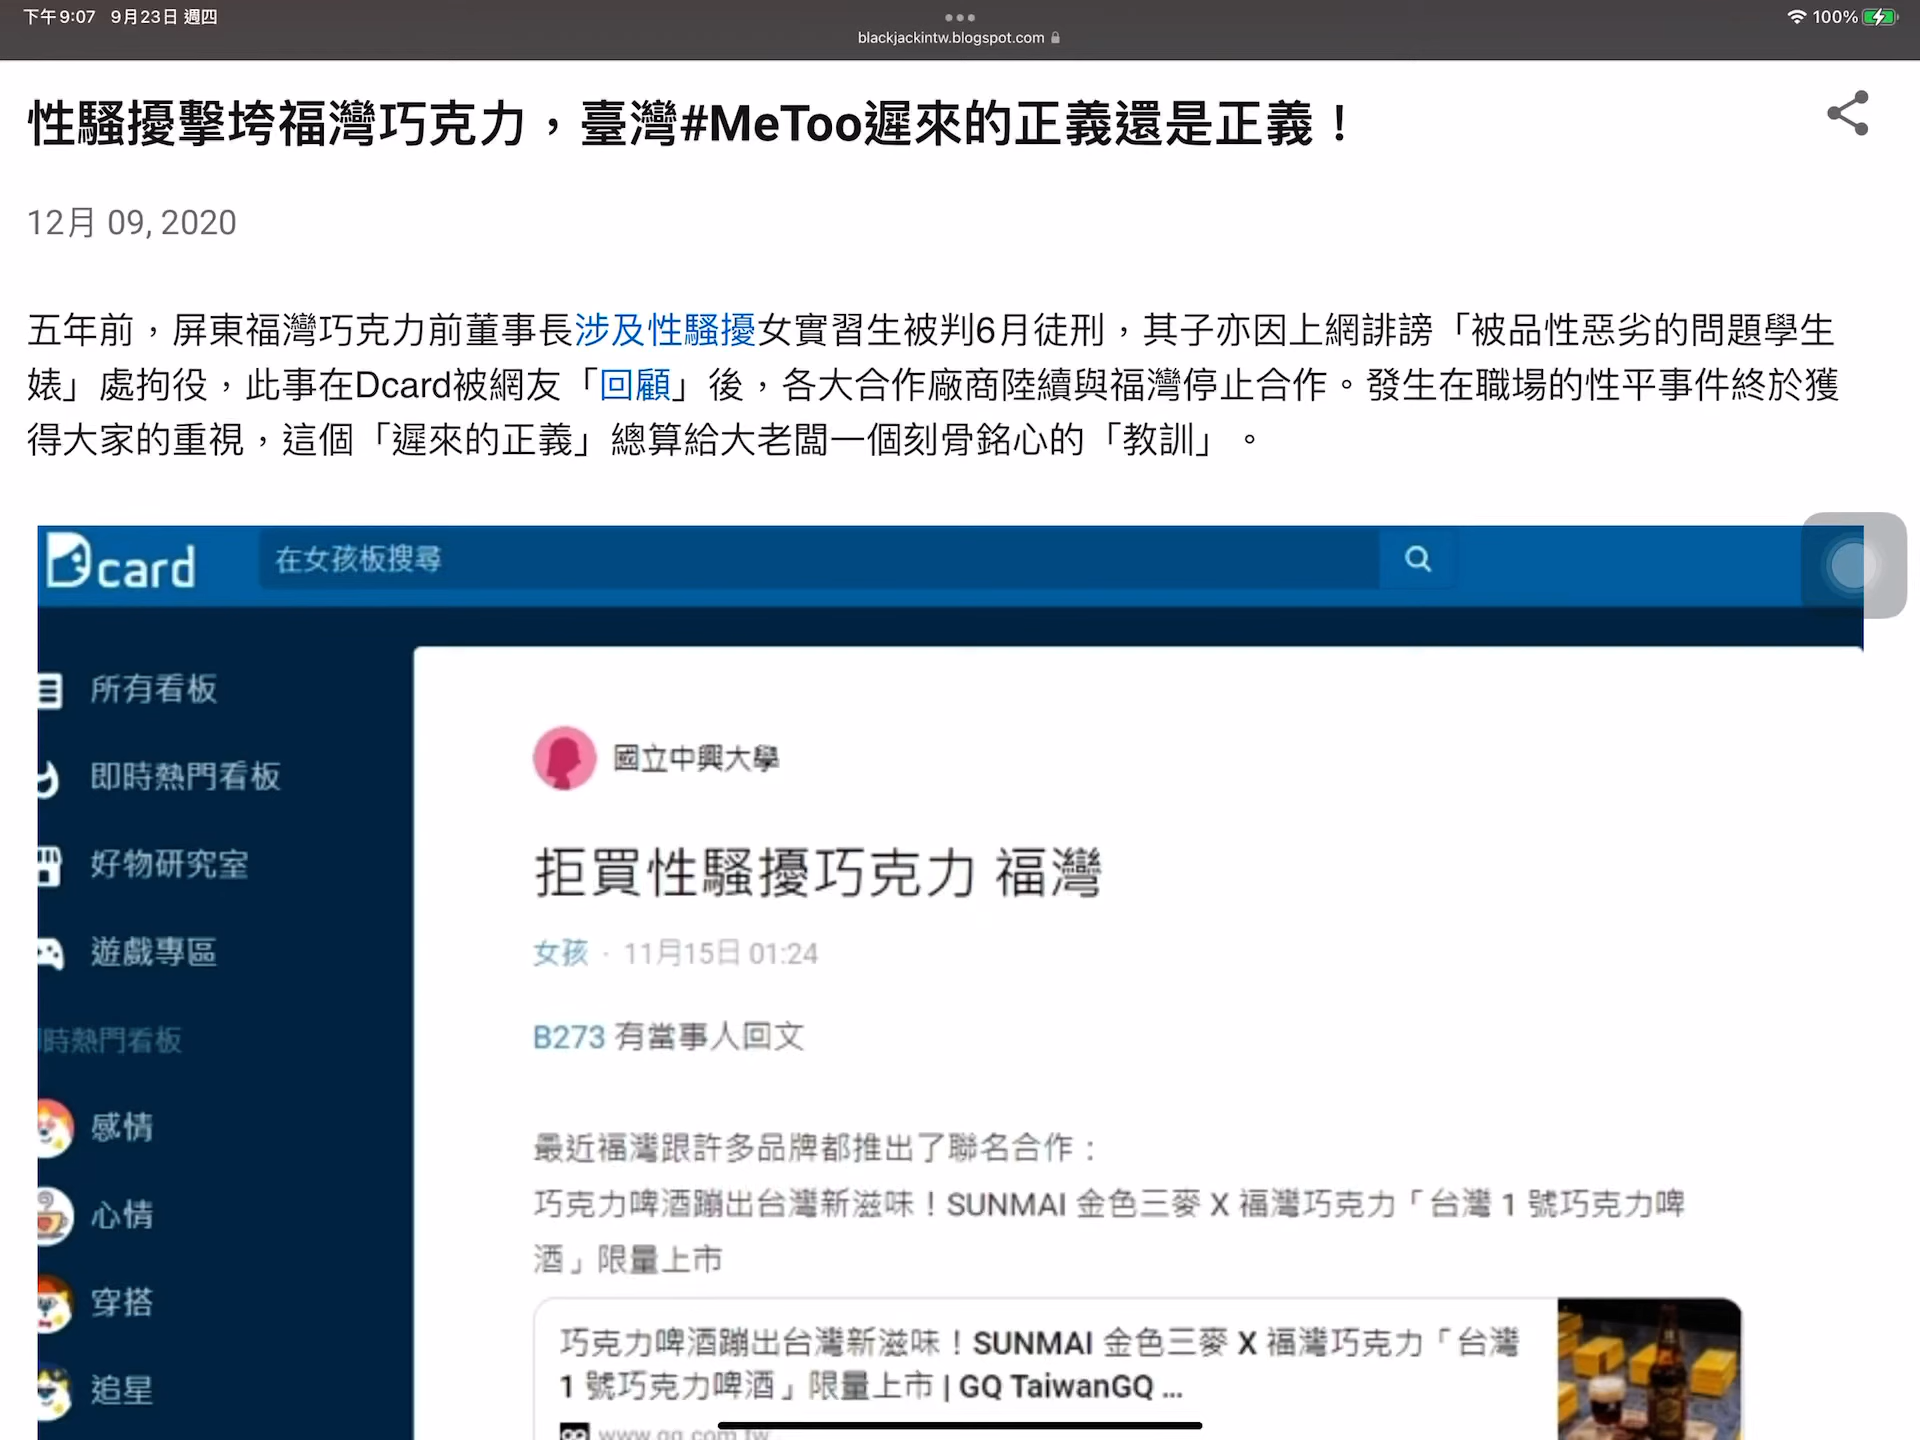 下午9:07 9月23日 週四
100%
blackjackintw.blogspot.com
性騷擾擊垮福灣巧克力，臺灣#MeToo遲來的正義還是正義！
12月 09, 2020
五年前，屏東福灣巧克力前董事長涉及性騷擾女實習生被判6月徒刑，其子亦因上網誹謗「被品性惡劣的問題學生
婊」處拘役，此事在Dcard被網友「回顧」後，各大合作廠商陸續與福灣停止合作。發生在職場的性平事件終於獲
得大家的重視，這個「遲來的正義」總算給大老闆一個刻骨銘心的「教訓」。
Dcard
在女孩板搜尋
所有看板
即時熱門看板
好物研究室
遊戲專區
時熱門看板
感情
心情
穿搭
追星
國立中興大學
拒買性騷擾巧克力 福灣
女孩 · 11月15日 01:24
B273 有當事人回文
最近福灣跟許多品牌都推出了聯名合作：
巧克力啤酒蹦出台灣新滋味！SUNMAI 金色三麥 X 福灣巧克力「台灣 1 號巧克力啤
酒」限量上市
巧克力啤酒蹦出台灣新滋味！SUNMAI 金色三麥 X 福灣巧克力「台灣
1 號巧克力啤酒」限量上市 | GQ TaiwanGQ ...
www.gq.com.tw